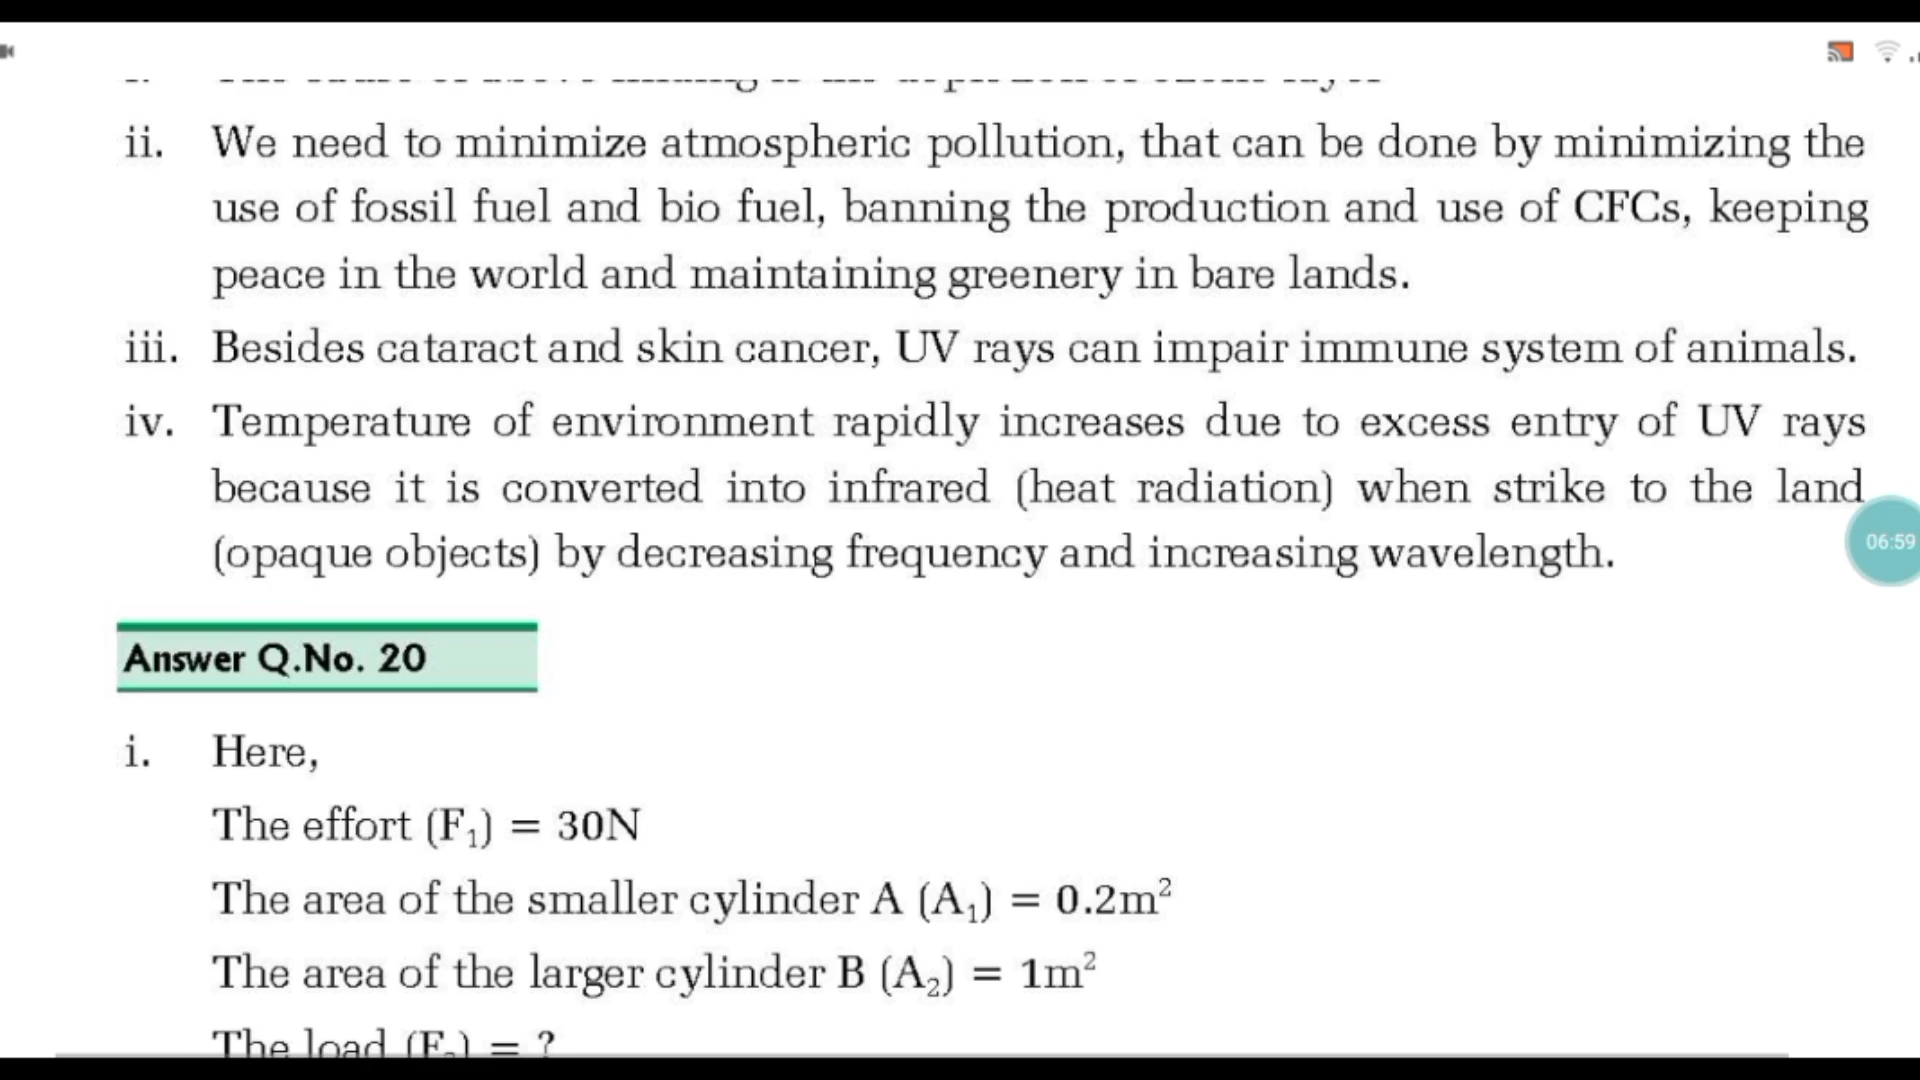 ii. We need to minimize atmospheric pollution, that can be done by minimizing the
use of fossil fuel and bio fuel, banning the production and use of CFCs, keeping
peace in the world and maintaining greenery in bare lands.
iii. Besides cataract and skin cancer, UV rays can impair immune system of animals.
iv. Temperature of environment rapidly increases due to excess entry of UV rays
because it is converted into infrared (heat radiation) when strike to the land
(opaque objects) by decreasing frequency and increasing wavelength.
06:59
Answer Q.No. 20
i. Here,
The effort (F₁) = 30N
The area of the smaller cylinder A (A₁) = 0.2m²
The area of the larger cylinder B (A₂) = 1m²
The load (F₂) = ?